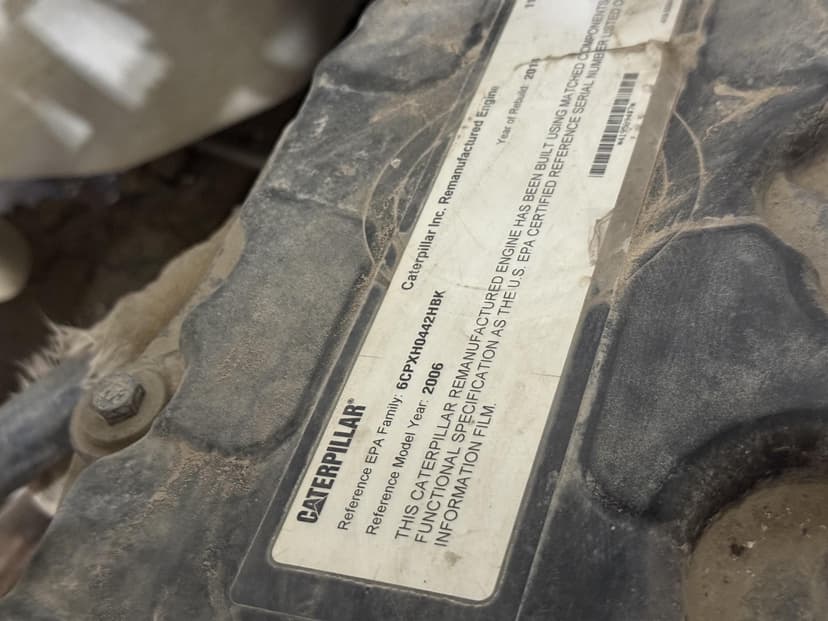 CATERPILLAR®
Caterpillar Inc. Remanufactured Engine
Reference EPA Family: 6CPXH0442HBK
Reference Model Year: 2006
Year of Rebuild:
THIS CATERPILLAR REMANUFACTURED ENGINE HAS BEEN BUILT USING MATCHED COMPONENTS
FUNCTIONAL SPECIFICATION AS THE U.S. EPA CERTIFIED REFERENCE SERIAL NUMBER LISTED
INFORMATION FILM.